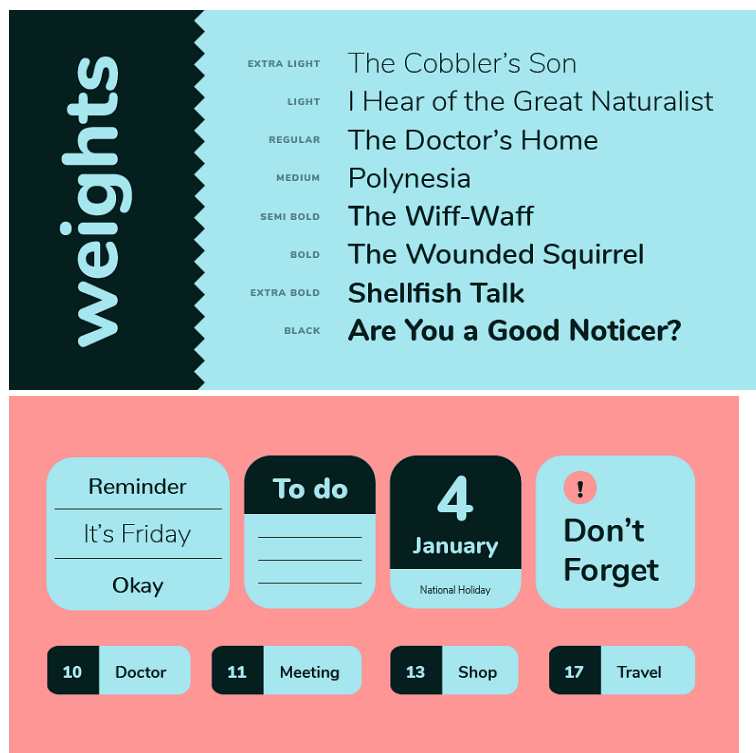 weights
EXTRA LIGHT The Cobbler's Son
LIGHT I Hear of the Great Naturalist
REGULAR The Doctor's Home
MEDIUM Polynesia
SEMI BOLD The Wiff-Waff
BOLD The Wounded Squirrel
EXTRA BOLD Shellfish Talk
BLACK Are You a Good Noticer?
Reminder
It's Friday
Okay
To do
4
January
National Holiday
!
Don't
Forget
10 Doctor
11 Meeting
13 Shop
17 Travel